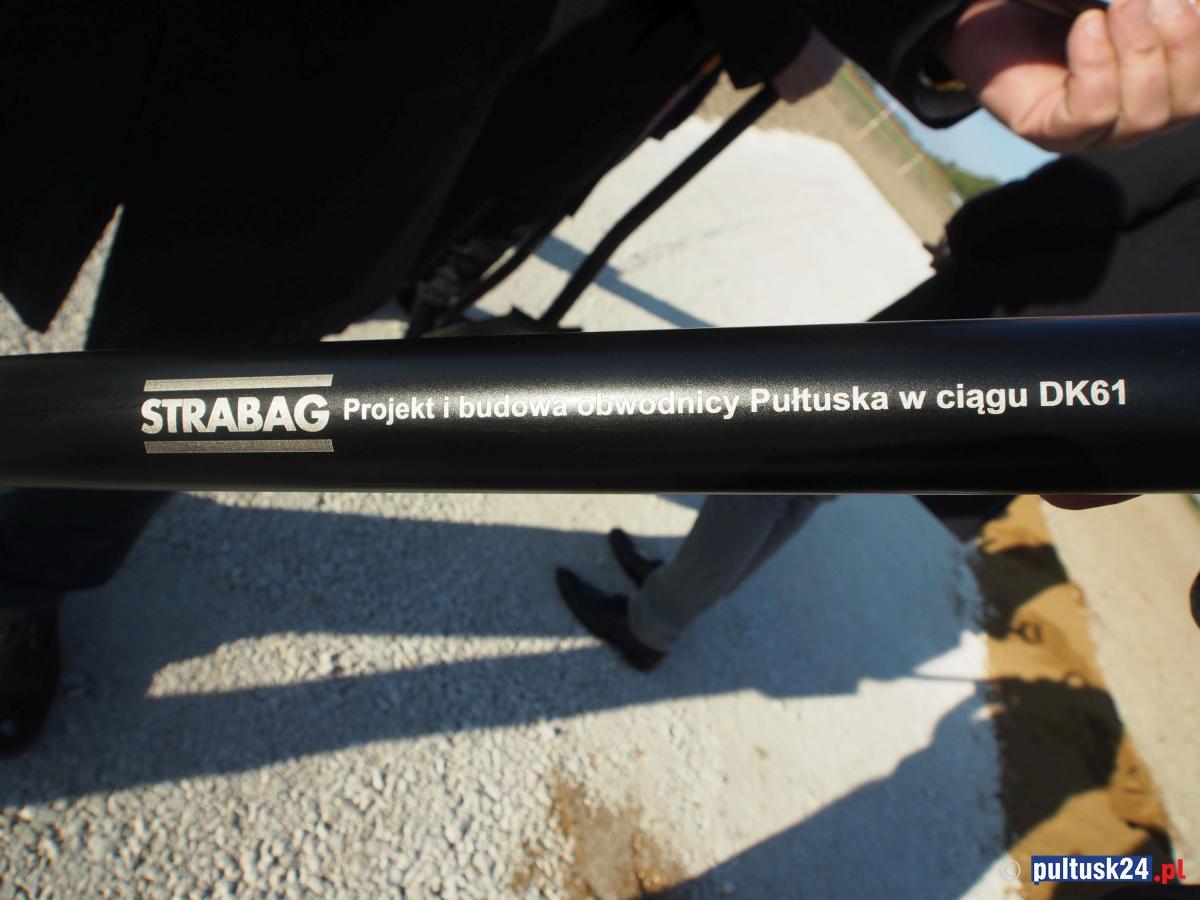 STRABAG Projekt i budowa obwodnicy Pułtuska w ciągu DK61
pultusk24.pl